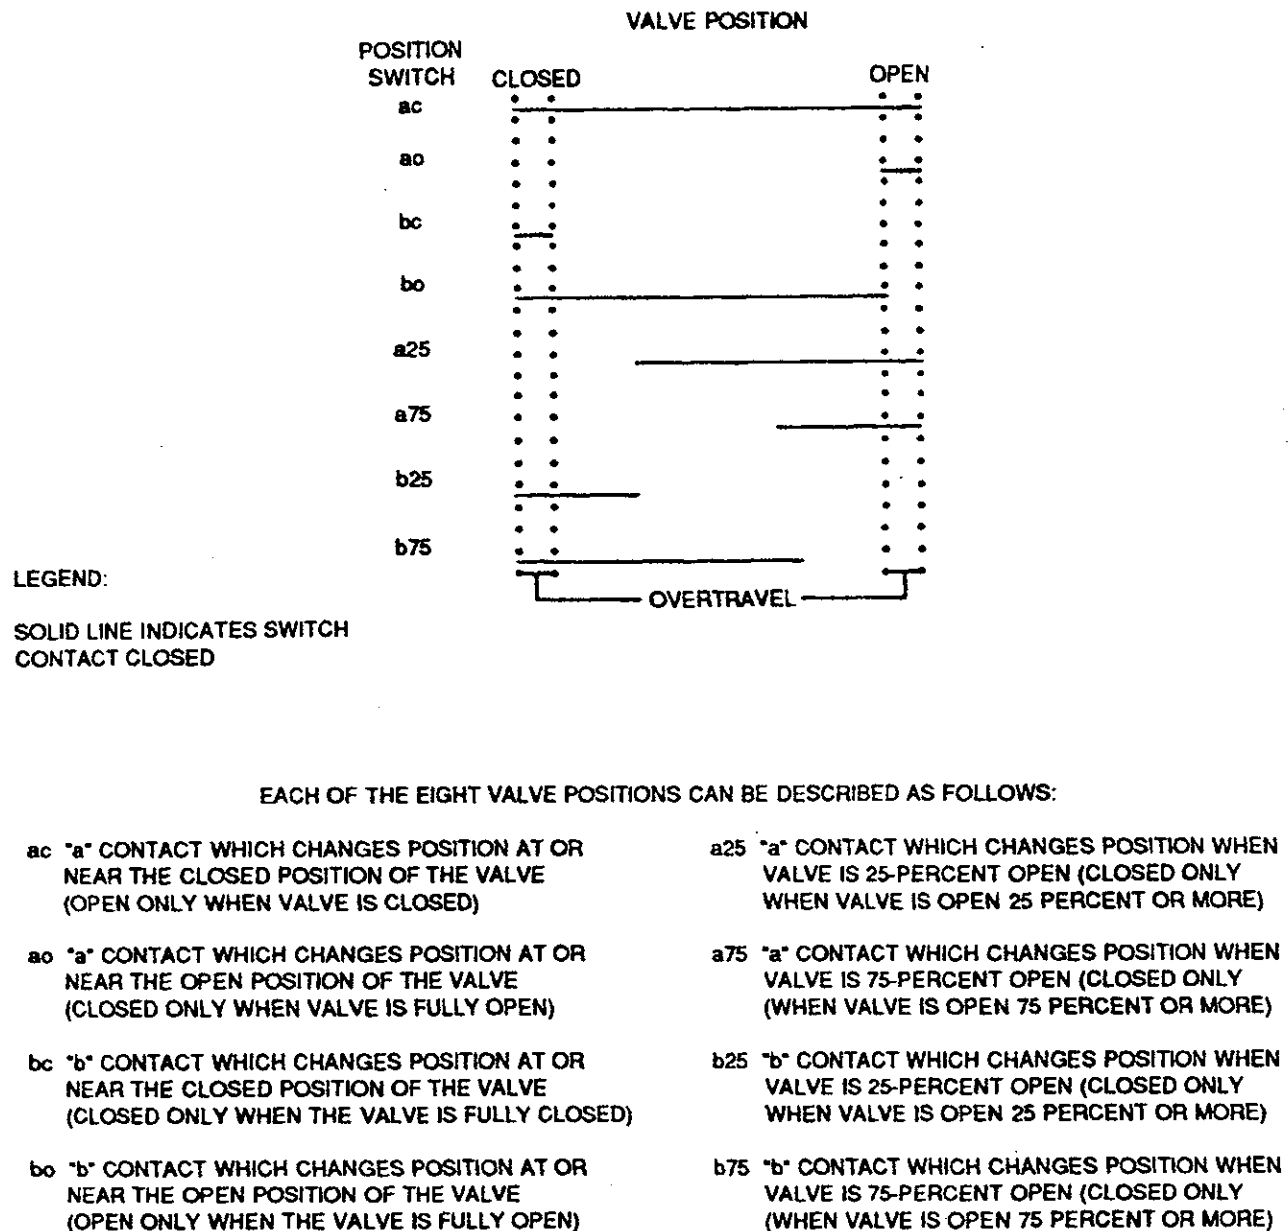 VALVE POSITION
POSITION
SWITCH CLOSED OPEN
ac
ao
bc
bo
a25
a75
b25
b75
LEGEND:
OVERTRAVEL
SOLID LINE INDICATES SWITCH
CONTACT CLOSED
EACH OF THE EIGHT VALVE POSITIONS CAN BE DESCRIBED AS FOLLOWS:
ac "a" CONTACT WHICH CHANGES POSITION AT OR
NEAR THE CLOSED POSITION OF THE VALVE
(OPEN ONLY WHEN VALVE IS CLOSED)
ao "a" CONTACT WHICH CHANGES POSITION AT OR
NEAR THE OPEN POSITION OF THE VALVE
(CLOSED ONLY WHEN VALVE IS FULLY OPEN)
bc "b" CONTACT WHICH CHANGES POSITION AT OR
NEAR THE CLOSED POSITION OF THE VALVE
(CLOSED ONLY WHEN THE VALVE IS FULLY CLOSED)
bo "b" CONTACT WHICH CHANGES POSITION AT OR
NEAR THE OPEN POSITION OF THE VALVE
(OPEN ONLY WHEN THE VALVE IS FULLY OPEN)
a25 "a" CONTACT WHICH CHANGES POSITION WHEN
VALVE IS 25-PERCENT OPEN (CLOSED ONLY
WHEN VALVE IS OPEN 25 PERCENT OR MORE)
a75 "a" CONTACT WHICH CHANGES POSITION WHEN
VALVE IS 75-PERCENT OPEN (CLOSED ONLY
(WHEN VALVE IS OPEN 75 PERCENT OR MORE)
b25 "b" CONTACT WHICH CHANGES POSITION WHEN
VALVE IS 25-PERCENT OPEN (CLOSED ONLY
WHEN VALVE IS OPEN 25 PERCENT OR MORE)
b75 "b" CONTACT WHICH CHANGES POSITION WHEN
VALVE IS 75-PERCENT OPEN (CLOSED ONLY
(WHEN VALVE IS OPEN 75 PERCENT OR MORE)